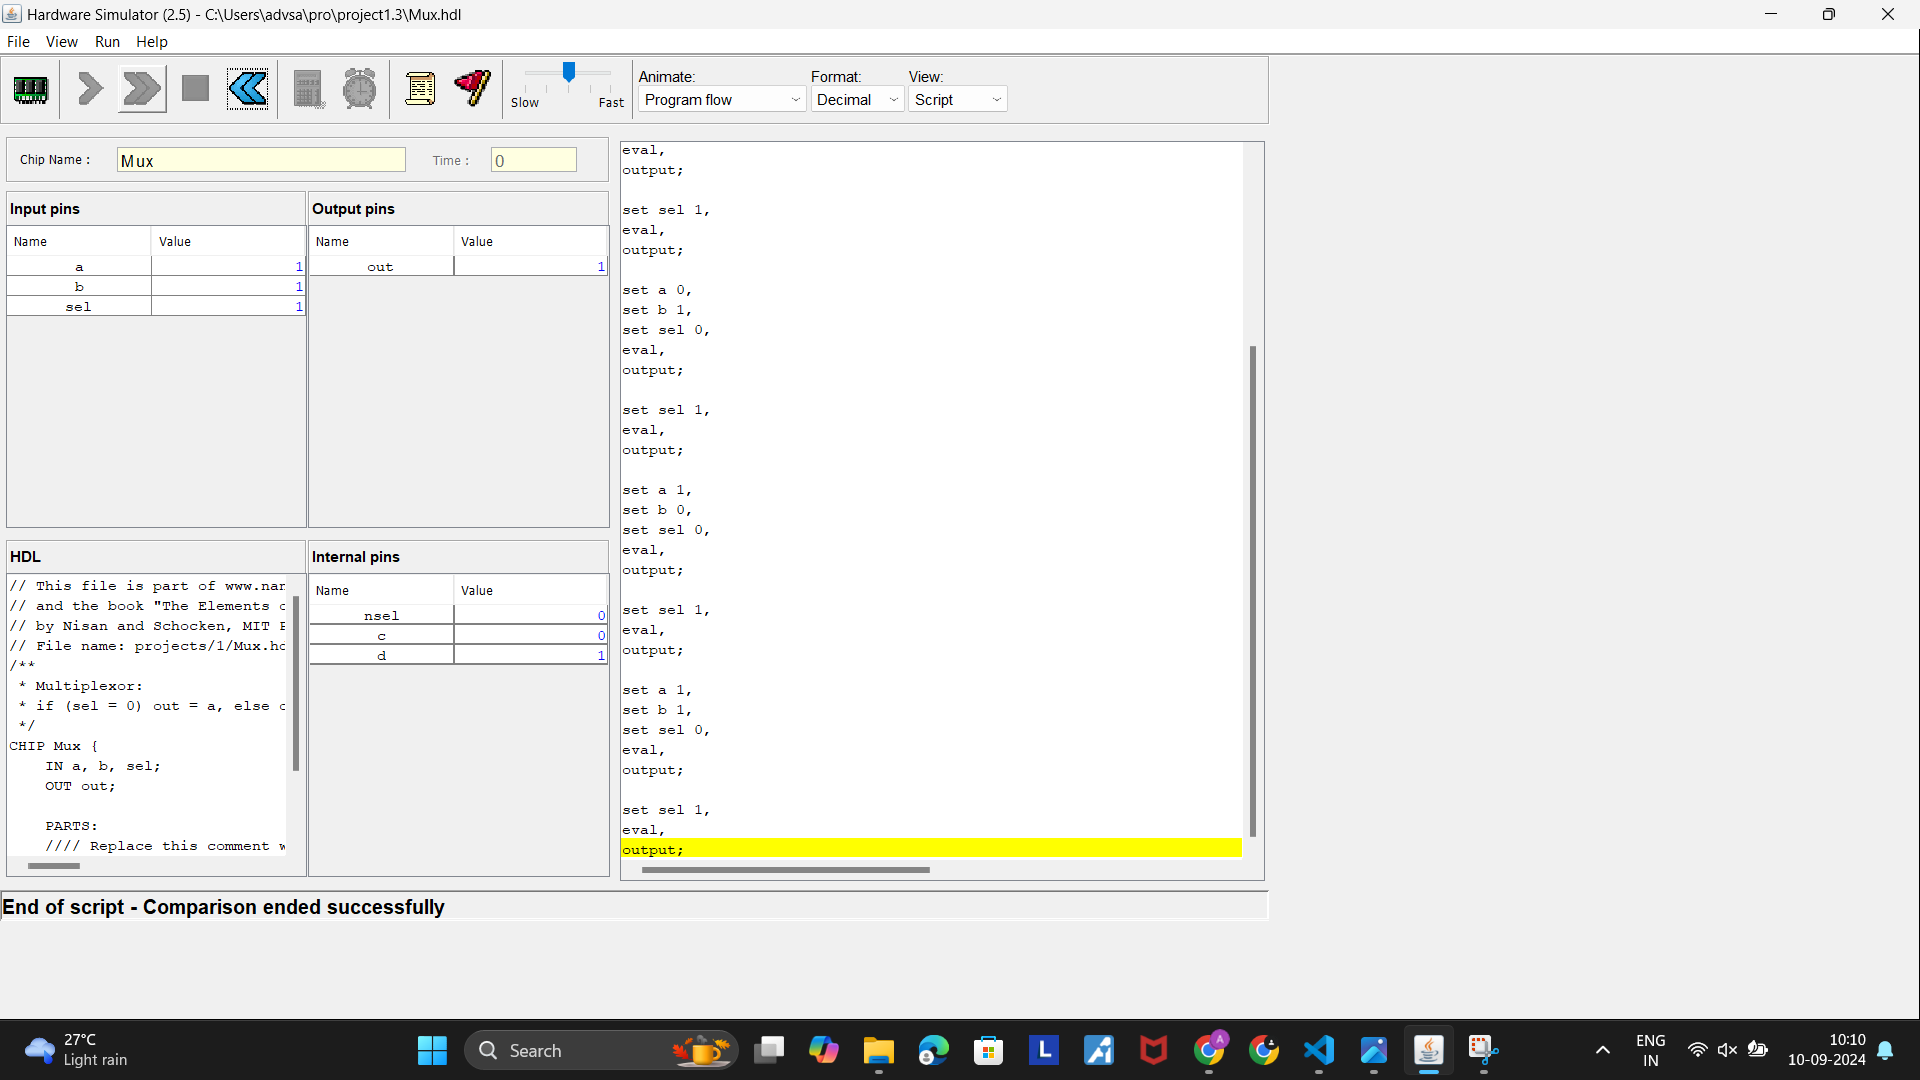 Hardware Simulator (2.5) - C:\Users\advsa\pro\project1.3\Mux.hdl
File View Run Help
Slow Fast
Animate: Format: View:
Program flow Decimal Script
Chip Name : Mux Time : 0
Input pins
Name Value
a 1
b 1
sel 1
Output pins
Name Value
out 1
HDL
// This file is part of www.nan
// and the book "The Elements
// by Nisan and Schocken, MIT
// File name: projects/1/Mux.hd
/**
* Multiplexor:
* if (sel = 0) out = a, else
*/
CHIP Mux {
IN a, b, sel;
OUT out;
PARTS:
//// Replace this comment
Internal pins
Name Value
nsel 0
c 0
d 1
eval,
output;
set sel 1,
eval,
output;
set a 0,
set b 1,
set sel 0,
eval,
output;
set sel 1,
eval,
output;
set a 1,
set b 0,
set sel 0,
eval,
output;
set sel 1,
eval,
output;
set a 1,
set b 1,
set sel 0,
eval,
output;
set sel 1,
eval,
output;
End of script - Comparison ended successfully
27°C
Light rain
Search
L
A
ENG
IN
10:10
10-09-2024